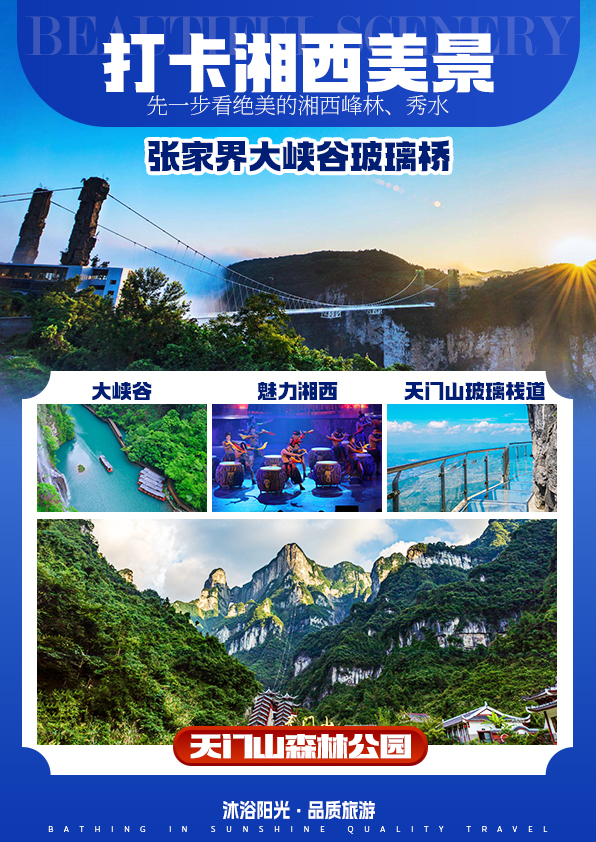 BEAUTIFUL SCENERY
打卡湘西美景
先一步看绝美的湘西峰林、秀水
张家界大峡谷玻璃桥
大峡谷 魅力湘西 天门山玻璃栈道
天门山森林公园
沐浴阳光·品质旅游
BATHING IN SUNSHINE QUALITY TRAVEL